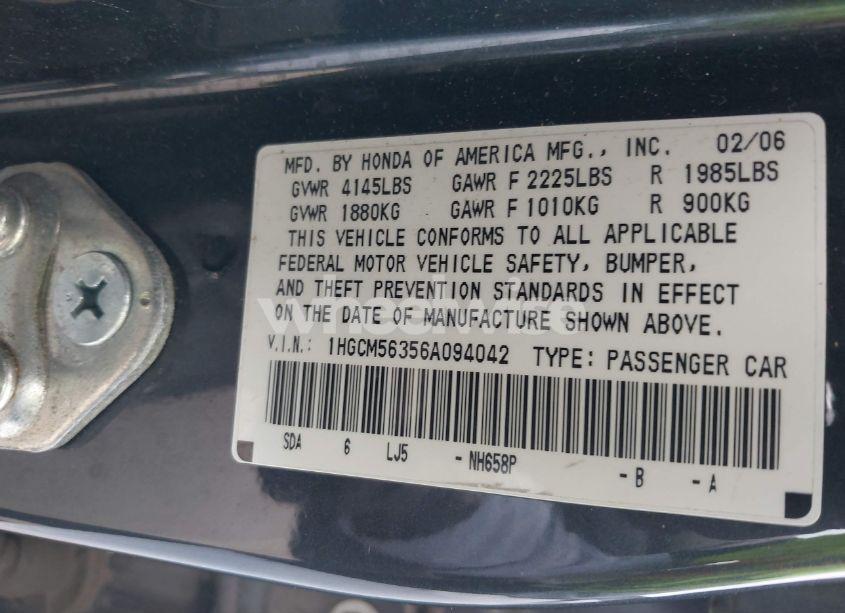 MFD. BY HONDA OF AMERICA MFG., INC. 02/06
GVWR 4145LBS GAWR F 2225LBS R 1985LBS
GVWR 1880KG GAWR F 1010KG R 900KG
THIS VEHICLE CONFORMS TO ALL APPLICABLE
FEDERAL MOTOR VEHICLE SAFETY, BUMPER,
AND THEFT PREVENTION STANDARDS IN EFFECT
ON THE DATE OF MANUFACTURE SHOWN ABOVE.
V.I.N.: 1HGCM56356A094042 TYPE: PASSENGER CAR
SDA 6 LJ5 - NH658P - B - A
wheelwire